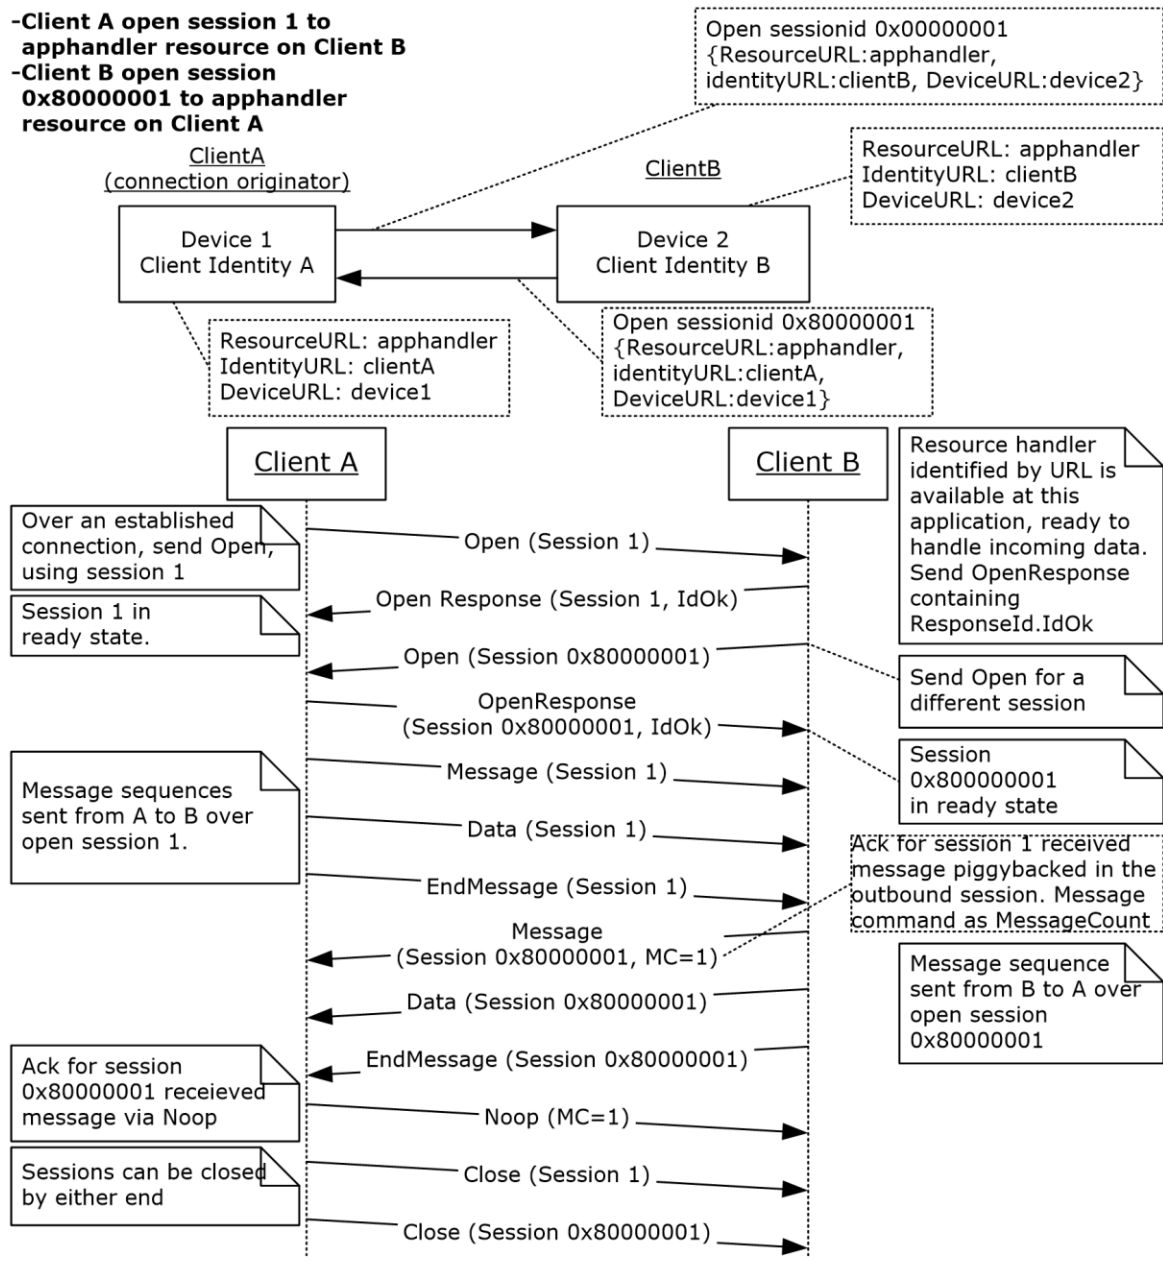 -Client A open session 1 to
apphandler resource on Client B
-Client B open session
0x80000001 to apphandler
resource on Client A
Open sessionid 0x00000001
{ResourceURL:apphandler,
identityURL:clientB, DeviceURL:device2}
ClientA
(connection originator)
ClientB
ResourceURL: apphandler
IdentityURL: clientB
DeviceURL: device2
Device 1
Client Identity A
Device 2
Client Identity B
ResourceURL: apphandler
IdentityURL: clientA
DeviceURL: device1
Open sessionid 0x80000001
{ResourceURL:apphandler,
identityURL:clientA,
DeviceURL:device1}
Client A
Client B
Resource handler
identified by URL is
available at this
application, ready to
handle incoming data.
Send OpenResponse
containing
ResponseId.IdOk
Over an established
connection, send Open,
using session 1
Open (Session 1)
Open Response (Session 1, IdOk)
Session 1 in
ready state.
Open (Session 0x80000001)
Send Open for a
different session
OpenResponse
(Session 0x80000001, IdOk)
Session
0x800000001
in ready state
Message sequences
sent from A to B over
open session 1.
Message (Session 1)
Data (Session 1)
EndMessage (Session 1)
Ack for session 1 received
message piggybacked in the
outbound session. Message
command as MessageCount
Message
(Session 0x80000001, MC=1)
Data (Session 0x80000001)
EndMessage (Session 0x80000001)
Message sequence
sent from B to A over
open session
0x80000001
Ack for session
0x80000001 receieved
message via Noop
Noop (MC=1)
Sessions can be closed
by either end
Close (Session 1)
Close (Session 0x80000001)